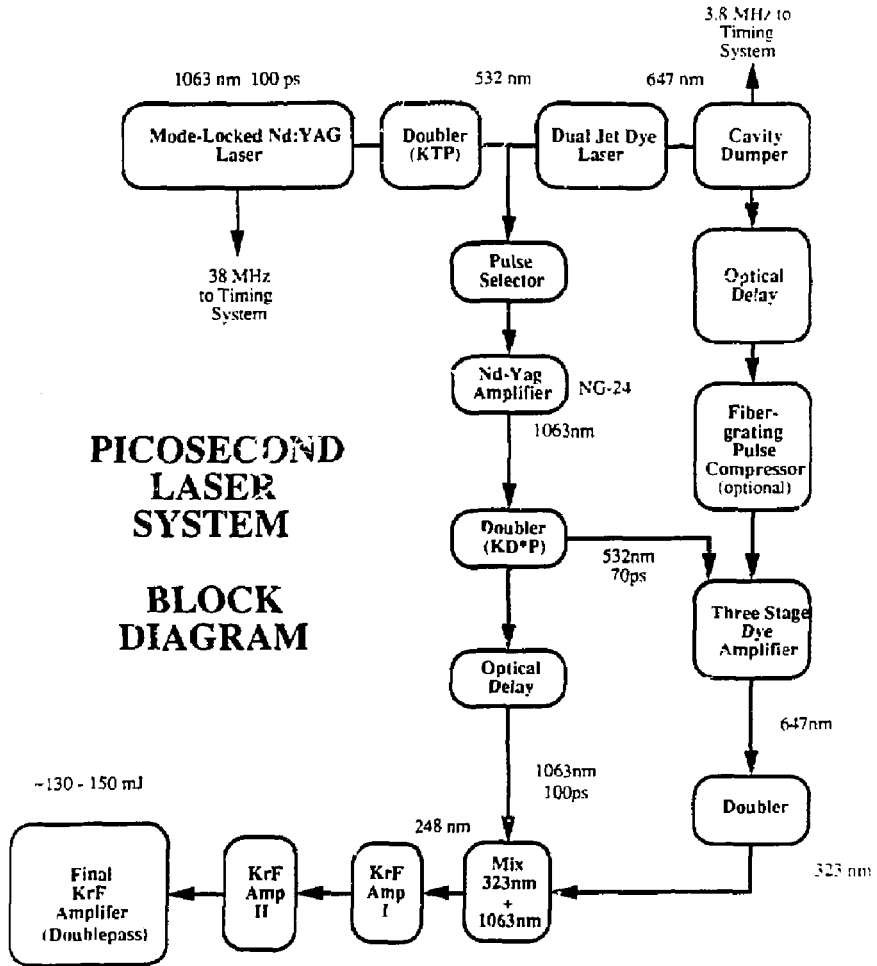 3.8 MHz to
Timing
System
1063 nm 100 ps
532 nm
647 nm
Mode-Locked Nd:YAG
Laser
Doubler
(KTP)
Dual Jet Dye
Laser
Cavity
Dumper
38 MHz
to Timing
System
Pulse
Selector
Optical
Delay
Nd-Yag
Amplifier
NG-24
1063nm
Fiber-
grating
Pulse
Compressor
(optional)
PICOSECOND
LASER
SYSTEM
BLOCK
DIAGRAM
Doubler
(KD*P)
532nm
70ps
Three Stage
Dye
Amplifier
Optical
Delay
647nm
1063nm
100ps
Doubler
~130 - 150 mJ
248 nm
323 nm
Final
KrF
Amplifer
(Doublepass)
KrF
Amp
II
KrF
Amp
I
Mix
323nm
+
1063nm